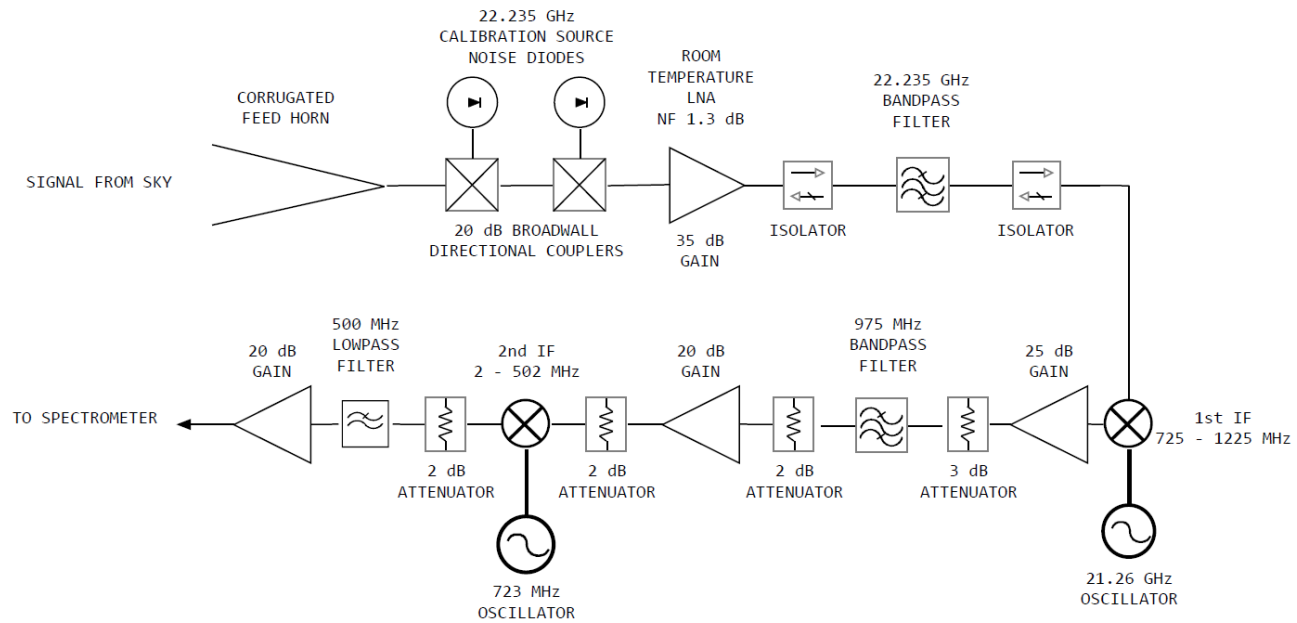 22.235 GHz
CALIBRATION SOURCE
NOISE DIODES
ROOM
TEMPERATURE
LNA
NF 1.3 dB
22.235 GHz
BANDPASS
FILTER
CORRUGATED
FEED HORN
SIGNAL FROM SKY
20 dB BROADWALL
DIRECTIONAL COUPLERS
35 dB
GAIN
ISOLATOR
ISOLATOR
20 dB
GAIN
500 MHz
LOWPASS
FILTER
2nd IF
2 - 502 MHz
20 dB
GAIN
975 MHz
BANDPASS
FILTER
25 dB
GAIN
TO SPECTROMETER
1st IF
725 - 1225 MHz
2 dB
ATTENUATOR
2 dB
ATTENUATOR
2 dB
ATTENUATOR
3 dB
ATTENUATOR
723 MHz
OSCILLATOR
21.26 GHz
OSCILLATOR